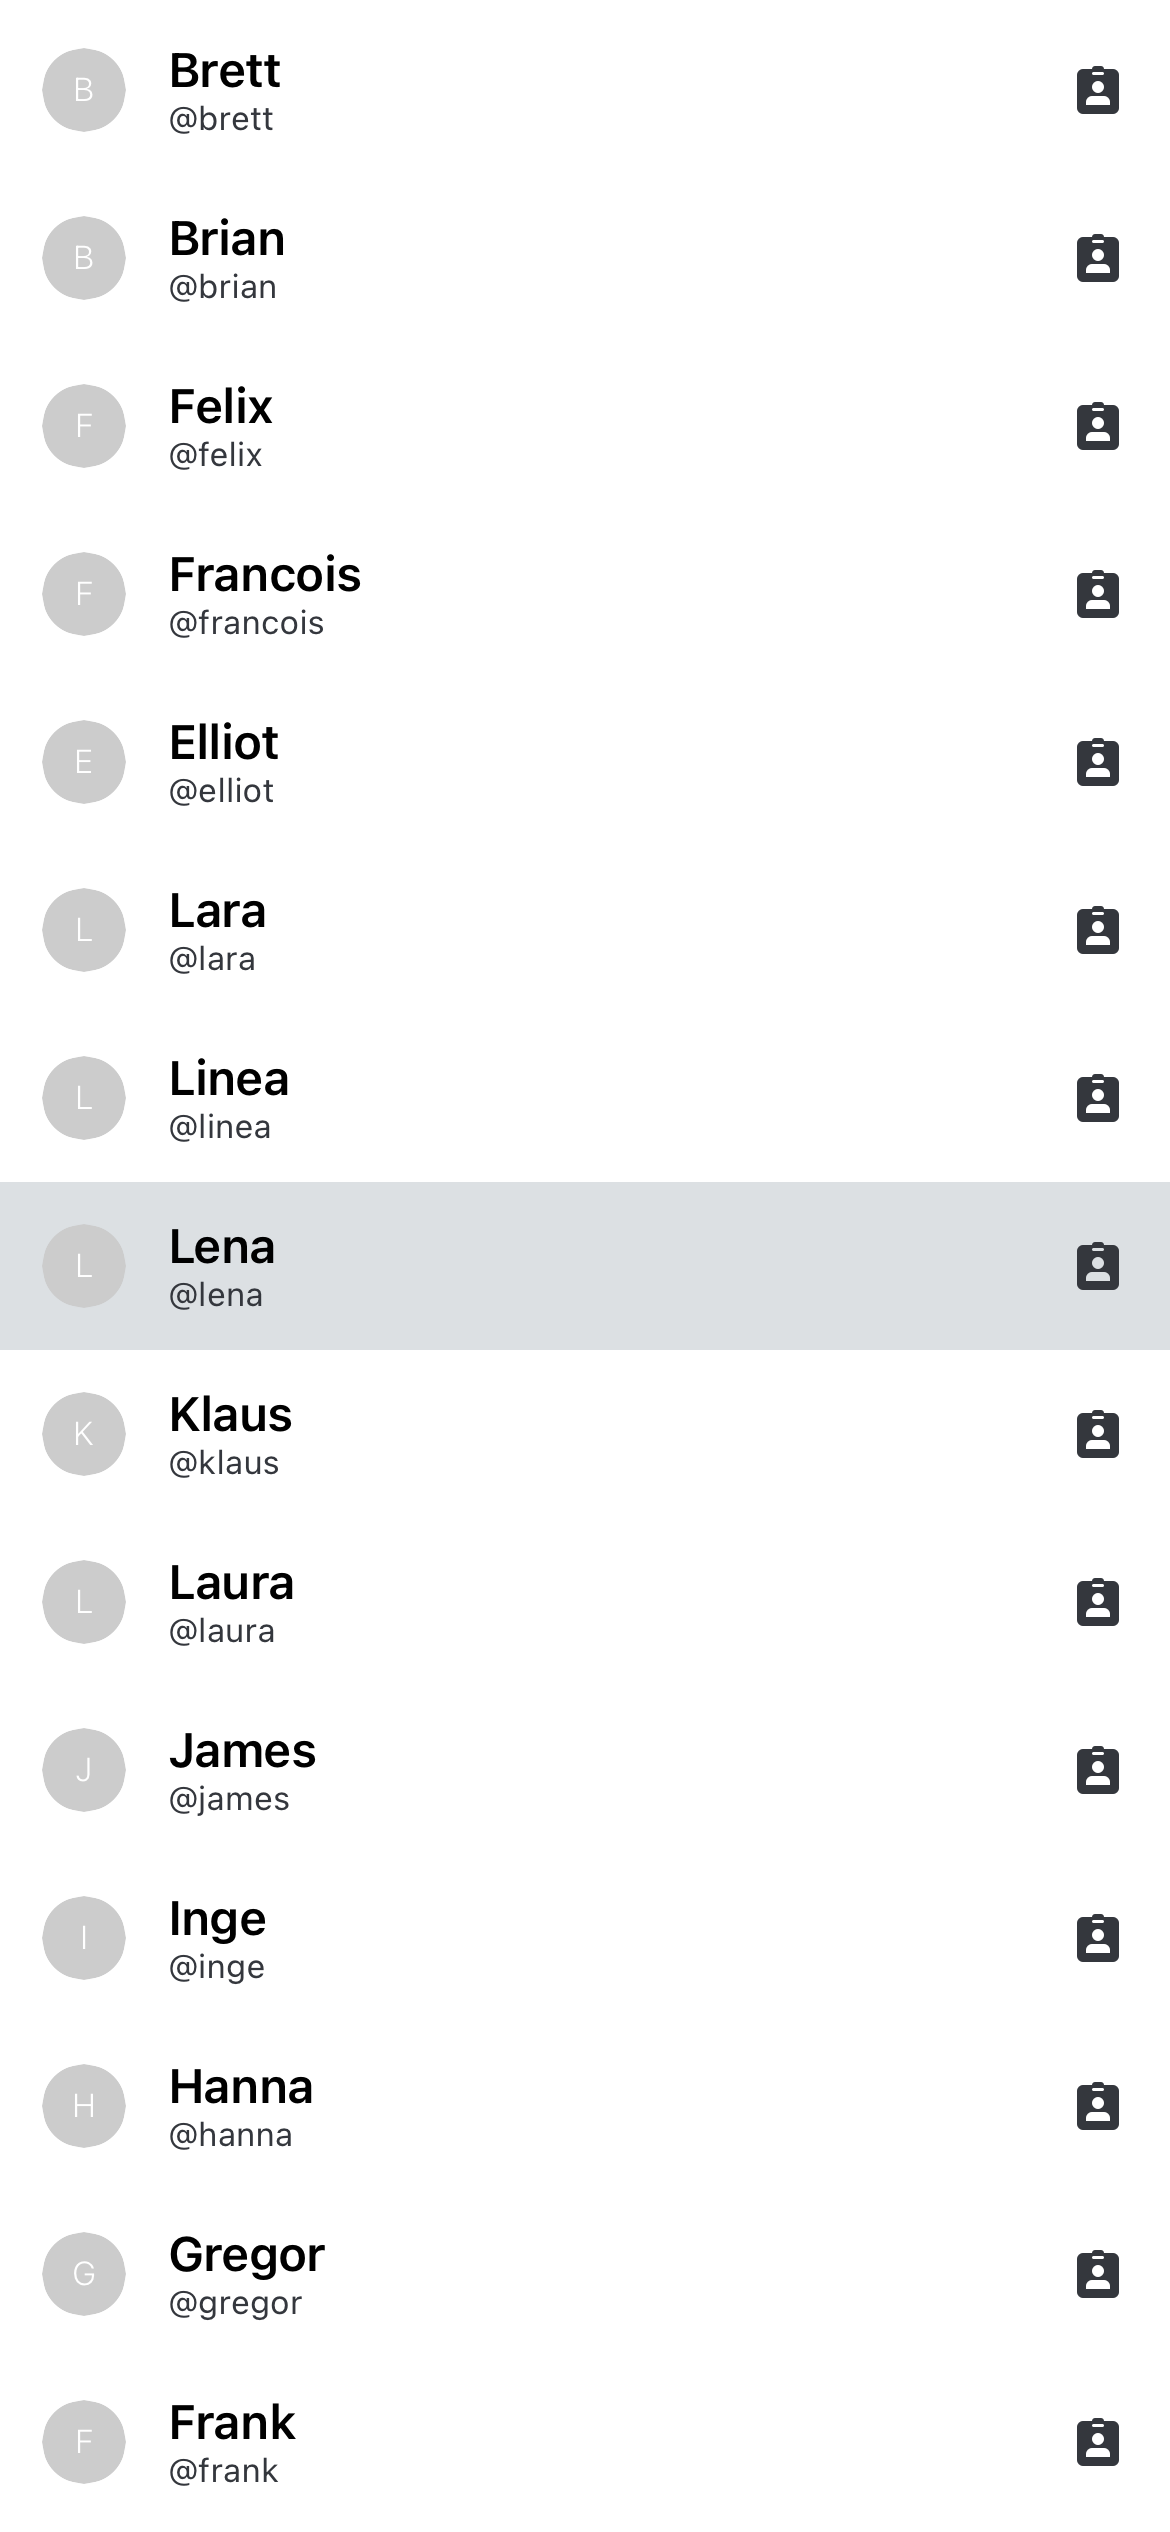 B
Brett
@brett
B
Brian
@brian
F
Felix
@felix
F
Francois
@francois
E
Elliot
@elliot
L
Lara
@lara
L
Linea
@linea
L
Lena
@lena
K
Klaus
@klaus
L
Laura
@laura
J
James
@james
I
Inge
@inge
H
Hanna
@hanna
G
Gregor
@gregor
F
Frank
@frank